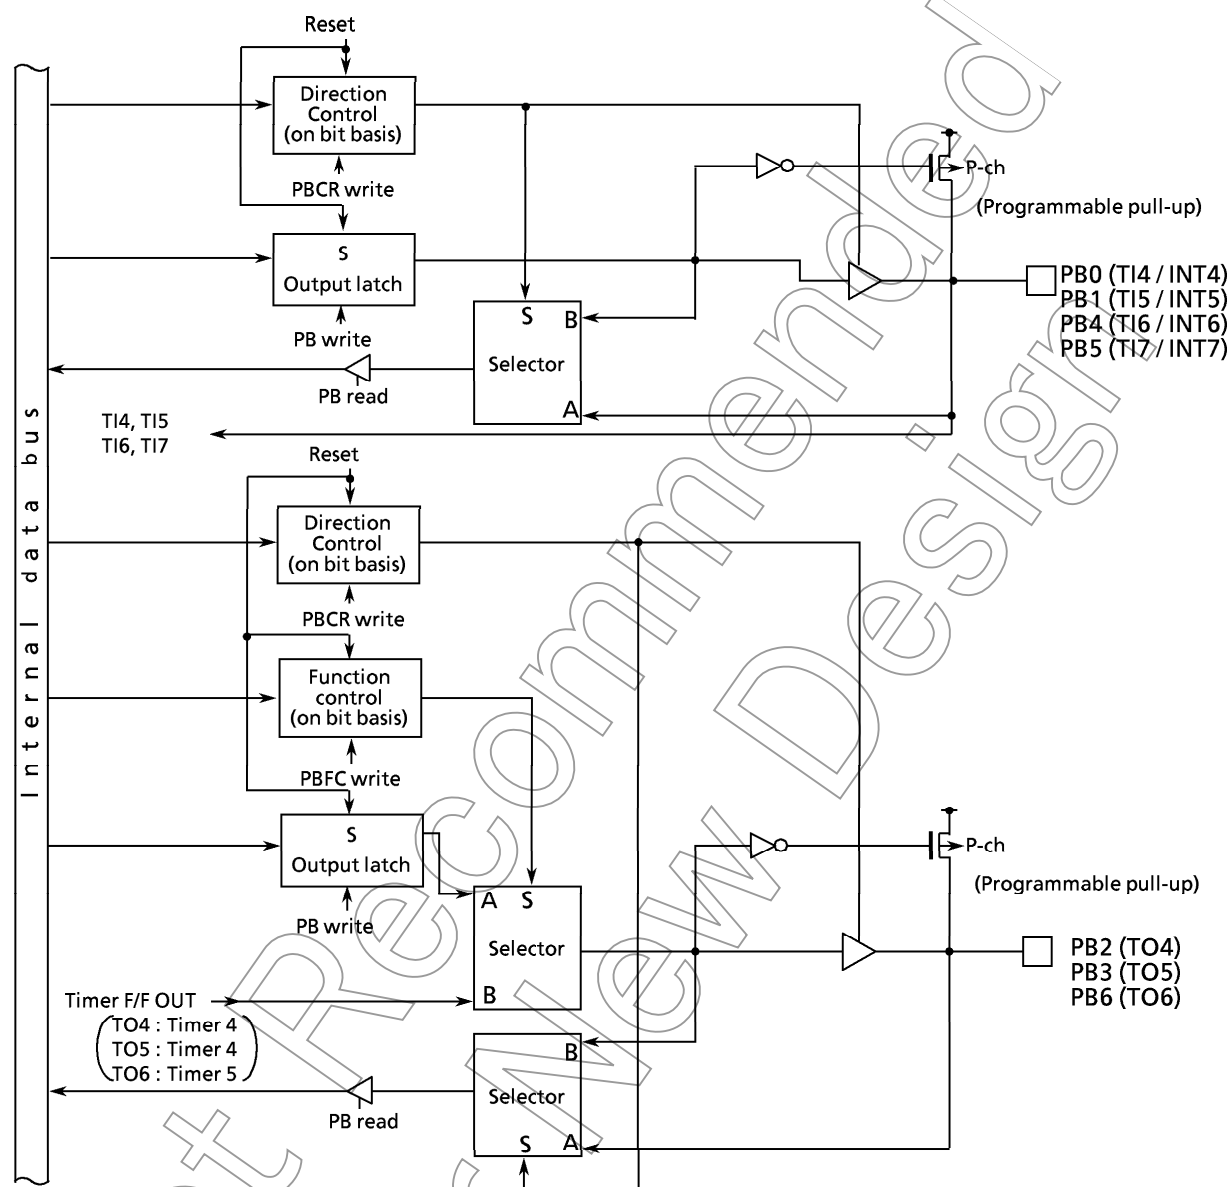 Reset
Direction
Control
(on bit basis)
PBCR write
S
Output latch
PB write
P-ch
(Programmable pull-up)
PB0 (TI4 / INT4)
PB1 (TI5 / INT5)
PB4 (TI6 / INT6)
PB5 (TI7 / INT7)
S
B
Selector
A
PB read
TI4, TI5
TI6, TI7
Internal data bus
Reset
Direction
Control
(on bit basis)
PBCR write
Function
control
(on bit basis)
PBFC write
S
Output latch
PB write
P-ch
(Programmable pull-up)
A
S
Selector
B
PB2 (TO4)
PB3 (TO5)
PB6 (TO6)
Timer F/F OUT
(TO4 : Timer 4
TO5 : Timer 4
TO6 : Timer 5)
B
Selector
S
A
PB read
Recommended
New Design